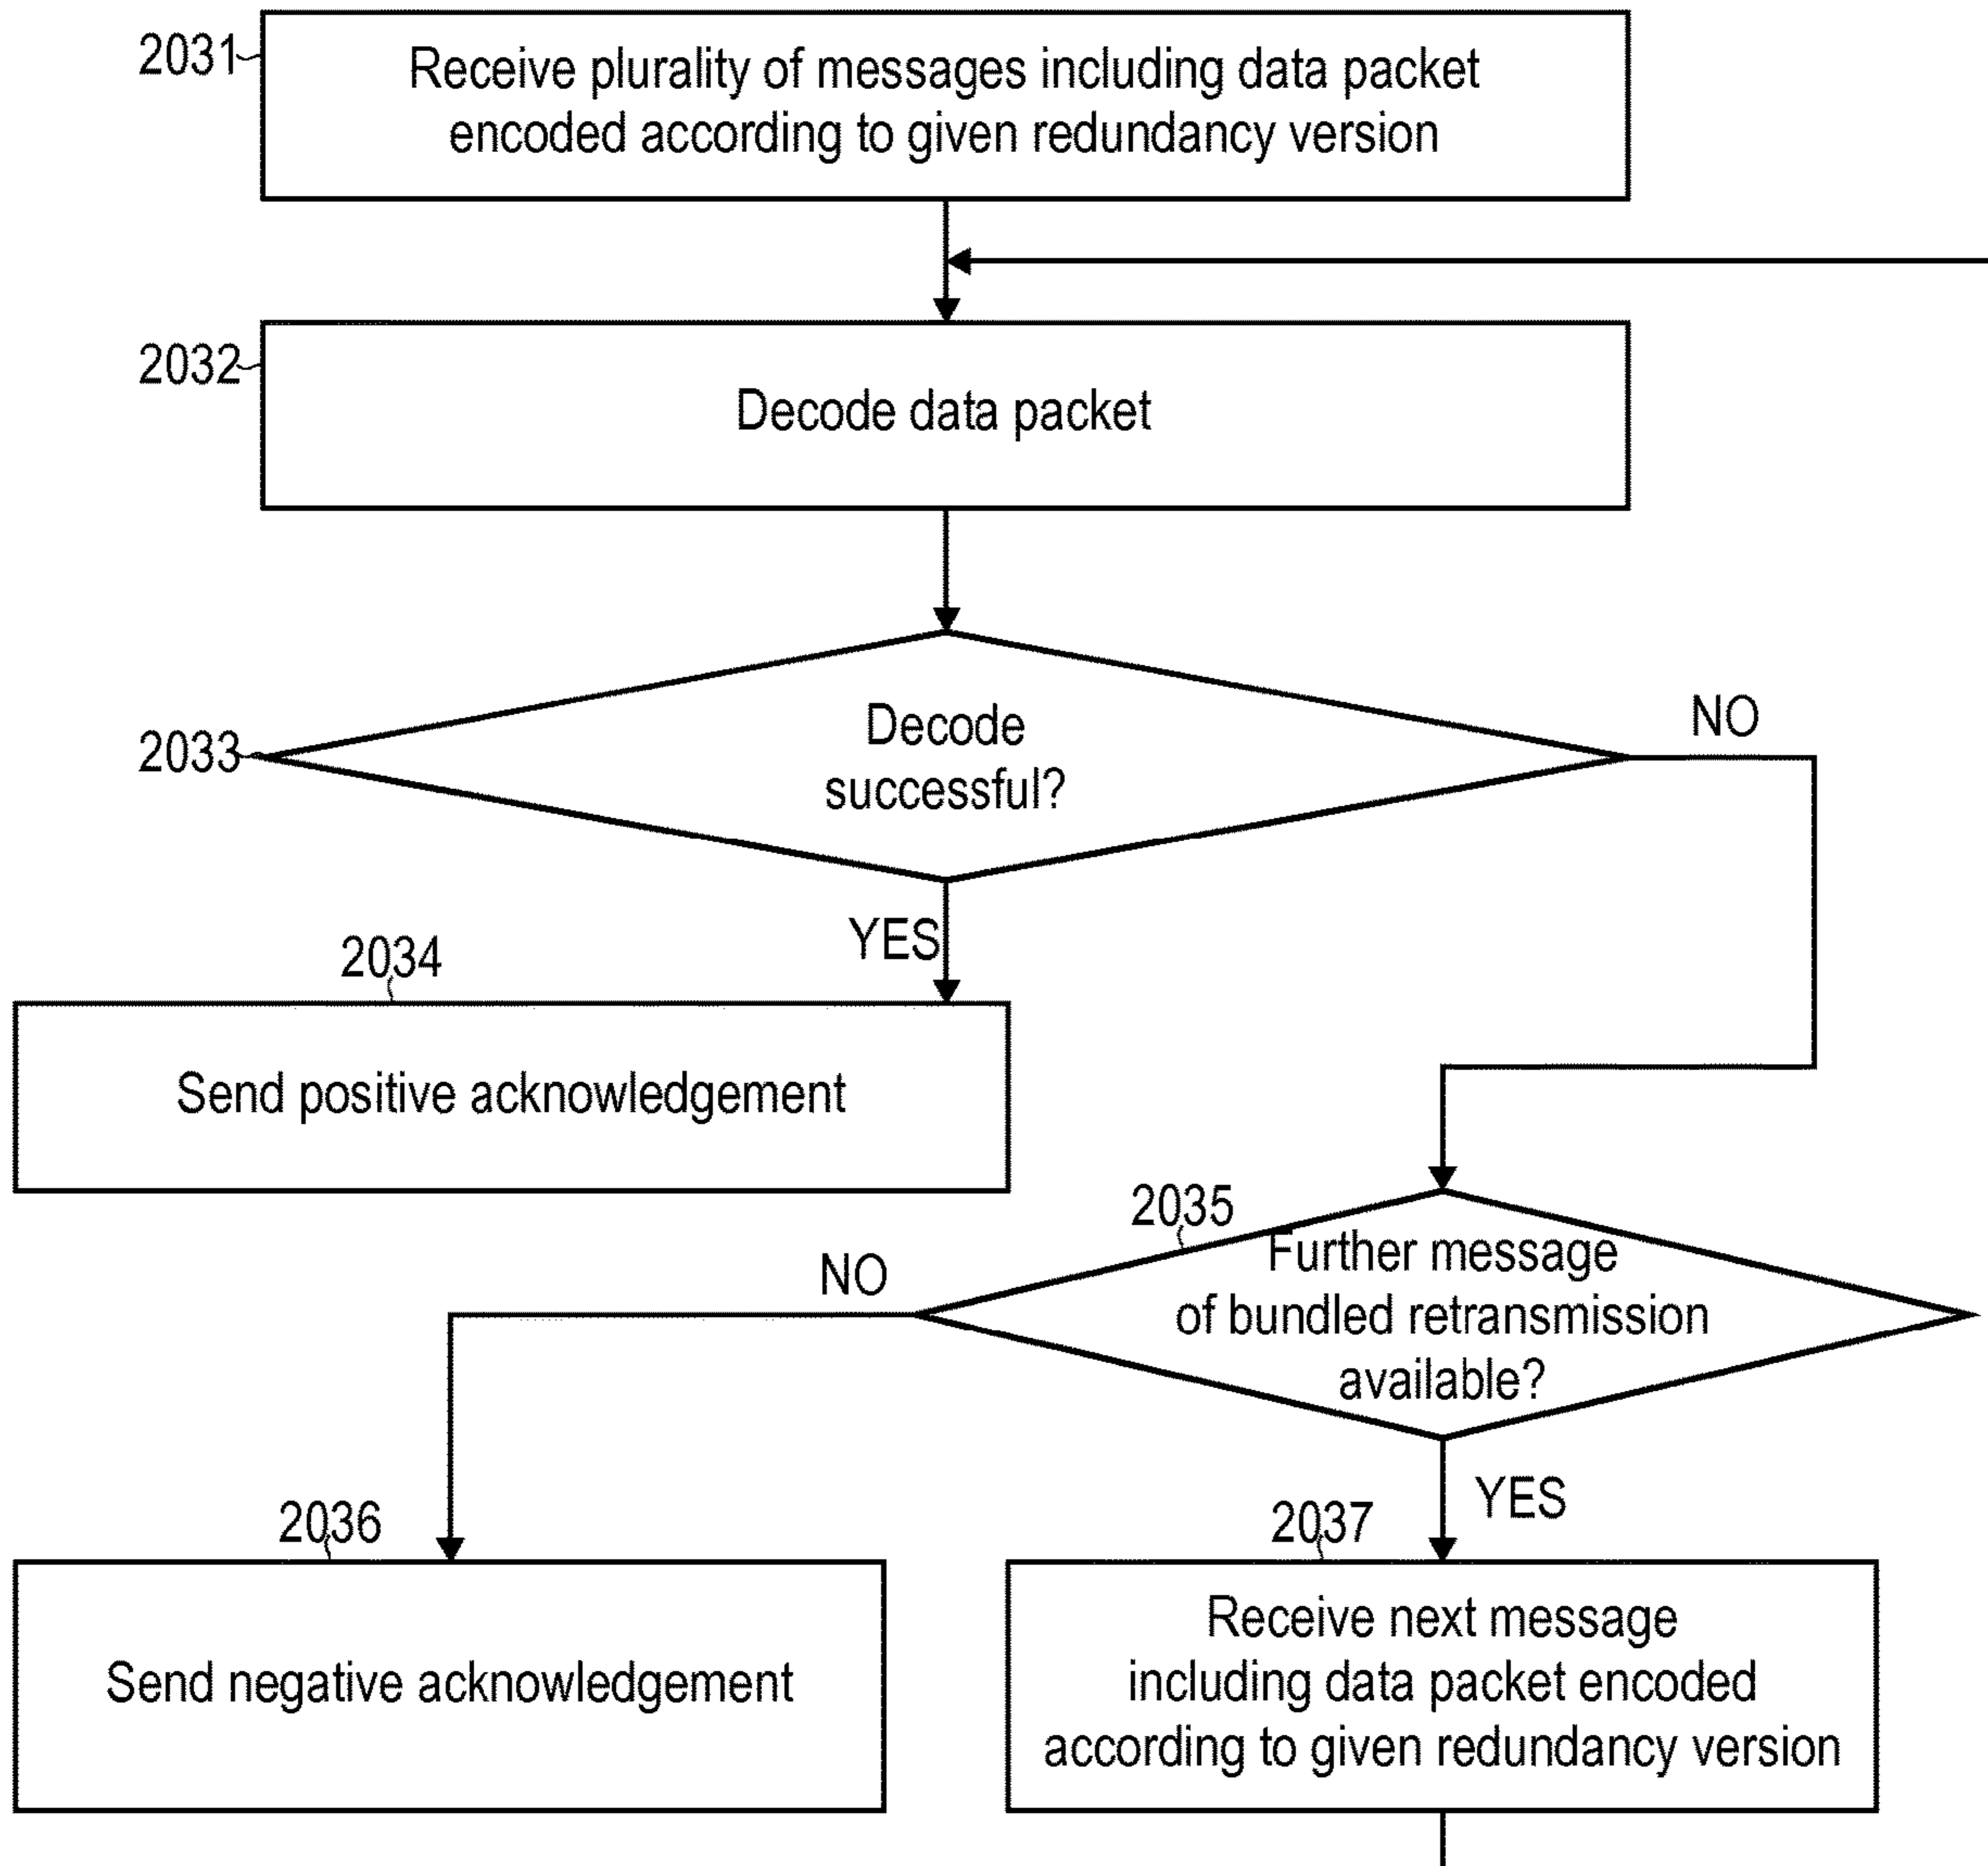 2031
Receive plurality of messages including data packet
encoded according to given redundancy version
2032
Decode data packet
2033
Decode
successful?
NO
YES
2034
Send positive acknowledgement
2035
Further message
of bundled retransmission
available?
NO
YES
2036
Send negative acknowledgement
2037
Receive next message
including data packet encoded
according to given redundancy version